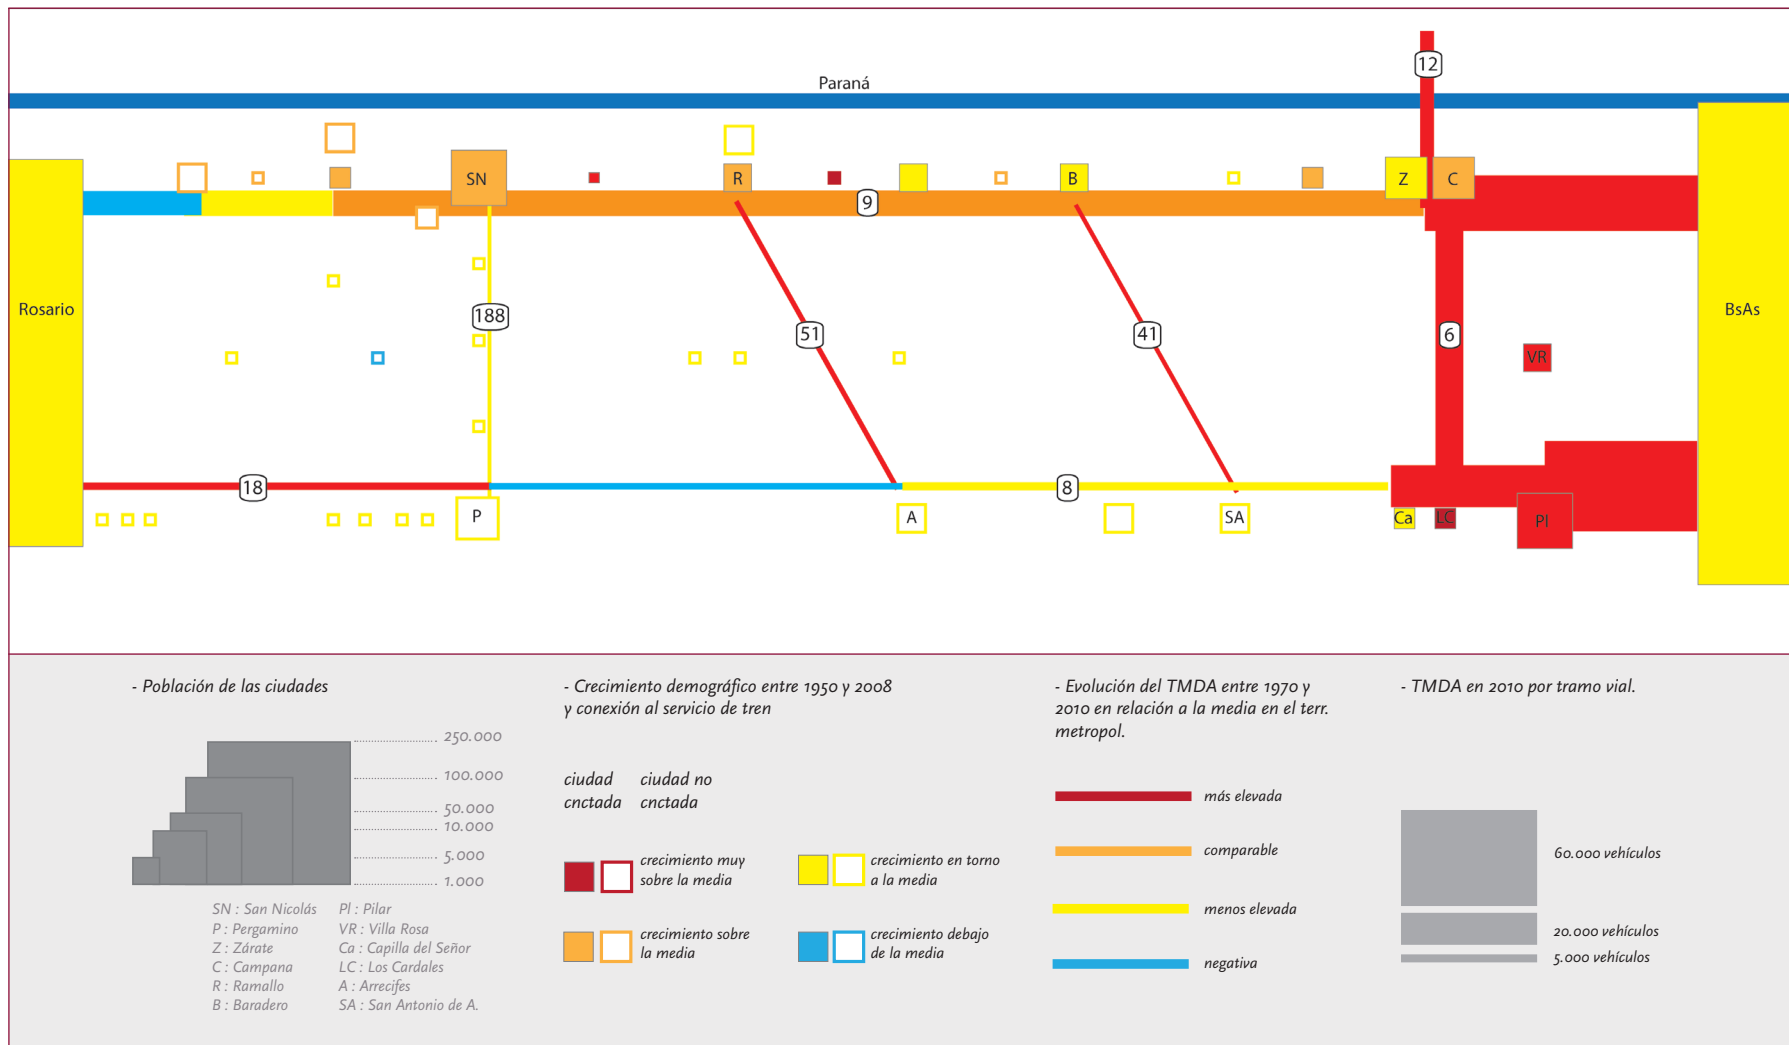 12
Paraná
SN
R
B
Z
C
9
Rosario
188
51
41
6
BsAs
VR
18
8
P
A
SA
Ca
LC
Pl
- Población de las ciudades
250.000
100.000
50.000
10.000
5.000
1.000
SN : San Nicolás
P : Pergamino
Z : Zárate
C : Campana
R : Ramallo
B : Baradero
Pl : Pilar
VR : Villa Rosa
Ca : Capilla del Señor
LC : Los Cardales
A : Arrecifes
SA : San Antonio de A.
- Crecimiento demográfico entre 1950 y 2008
y conexión al servicio de tren
ciudad
cnctada
ciudad no
cnctada
crecimiento muy
sobre la media
crecimiento en torno
a la media
crecimiento sobre
la media
crecimiento debajo
de la media
- Evolución del TMDA entre 1970 y
2010 en relación a la media en el terr.
metropol.
más elevada
comparable
menos elevada
negativa
- TMDA en 2010 por tramo vial.
60.000 vehículos
20.000 vehículos
5.000 vehículos